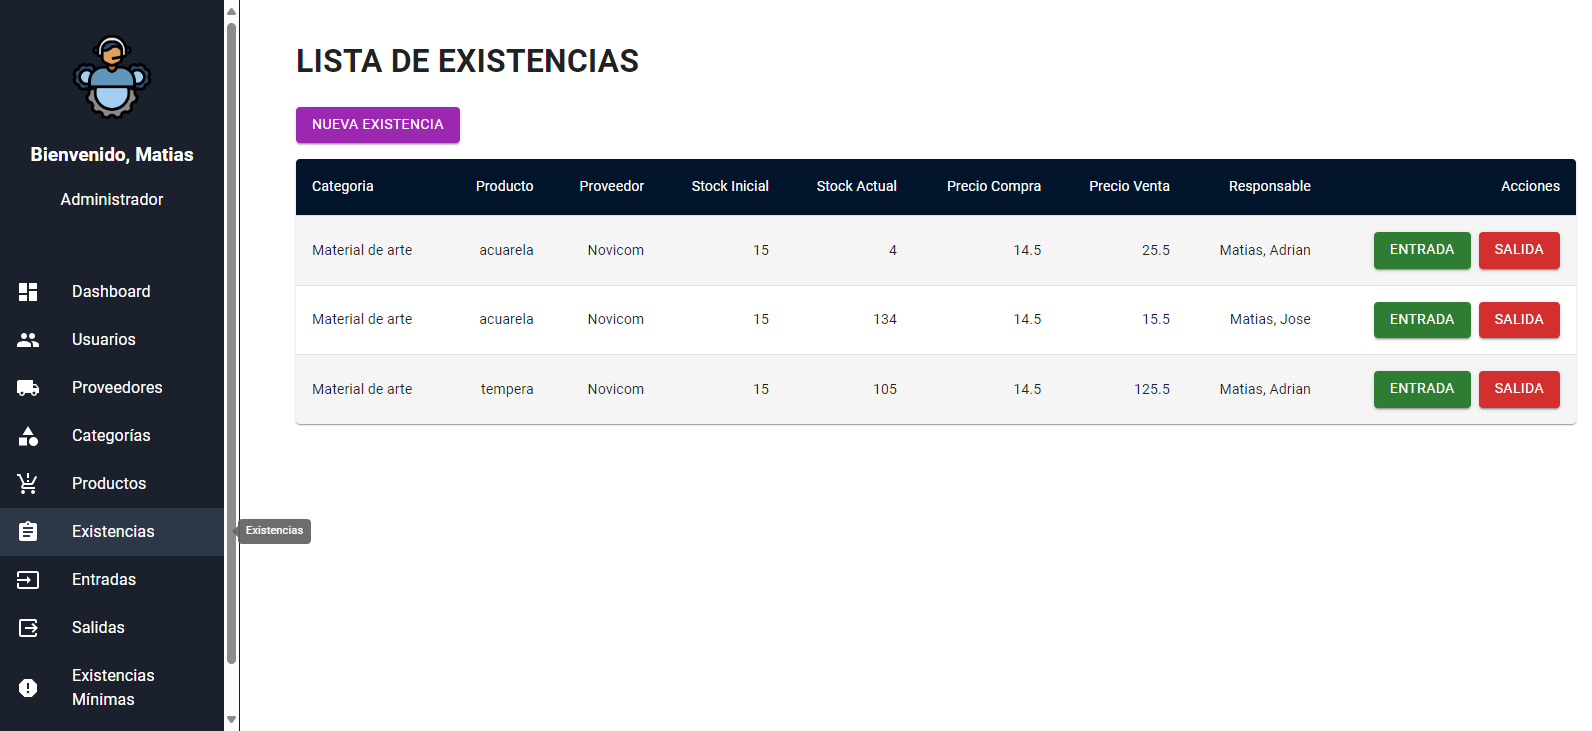 Bienvenido, Matias
Administrador
Dashboard
Usuarios
Proveedores
Categorías
Productos
Existencias
Entradas
Salidas
Existencias
Mínimas
Existencias
LISTA DE EXISTENCIAS
NUEVA EXISTENCIA
Categoria Producto Proveedor Stock Inicial Stock Actual Precio Compra Precio Venta Responsable Acciones
Material de arte acuarela Novicom 15 4 14.5 25.5 Matias, Adrian ENTRADA SALIDA
Material de arte acuarela Novicom 15 134 14.5 15.5 Matias, Jose ENTRADA SALIDA
Material de arte tempera Novicom 15 105 14.5 125.5 Matias, Adrian ENTRADA SALIDA